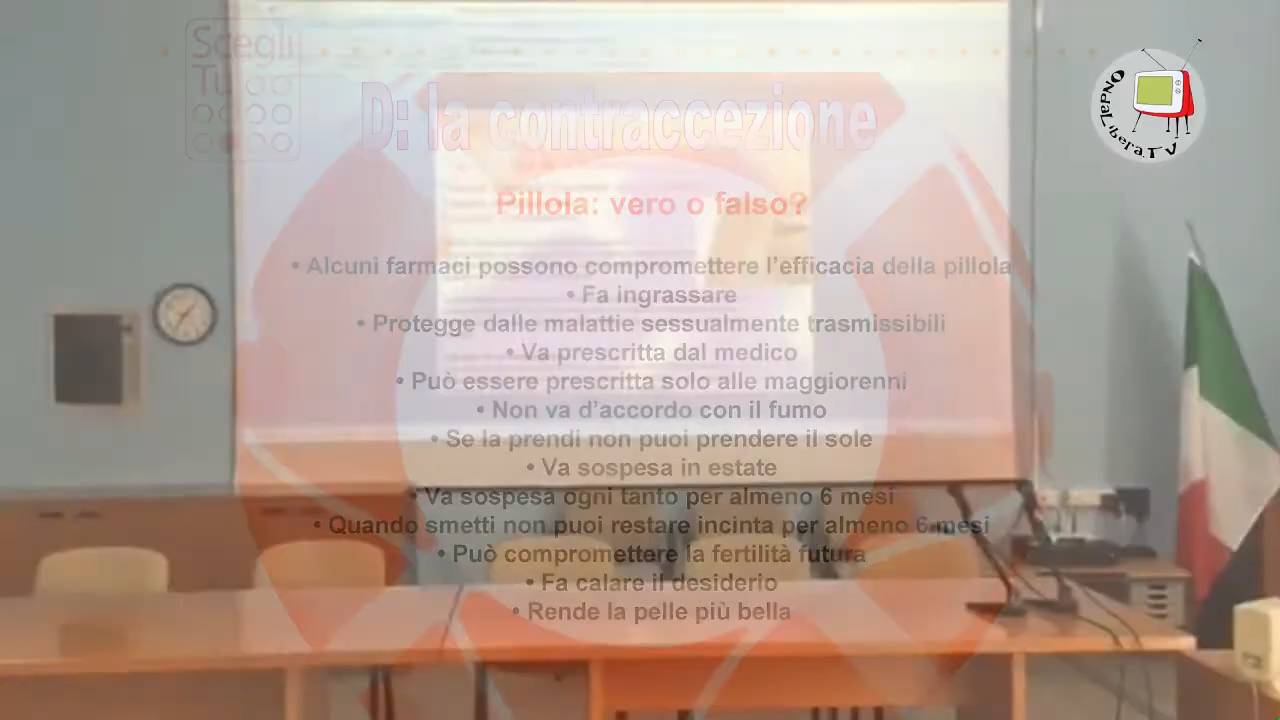 Scegli
Tu
D: la contraccezione
OndaLibera.TV
Pillola: vero o falso?
• Alcuni farmaci possono compromettere l'efficacia della pillola
• Fa ingrassare
• Protegge dalle malattie sessualmente trasmissibili
• Va prescritta dal medico
• Può essere prescritta solo alle maggiorenni
• Non va d'accordo con il fumo
• Se la prendi non puoi prendere il sole
• Va sospesa in estate
• Va sospesa ogni tanto per almeno 6 mesi
• Quando smetti non puoi restare incinta per almeno 6 mesi
• Può compromettere la fertilità futura
• Fa calare il desiderio
• Rende la pelle più bella